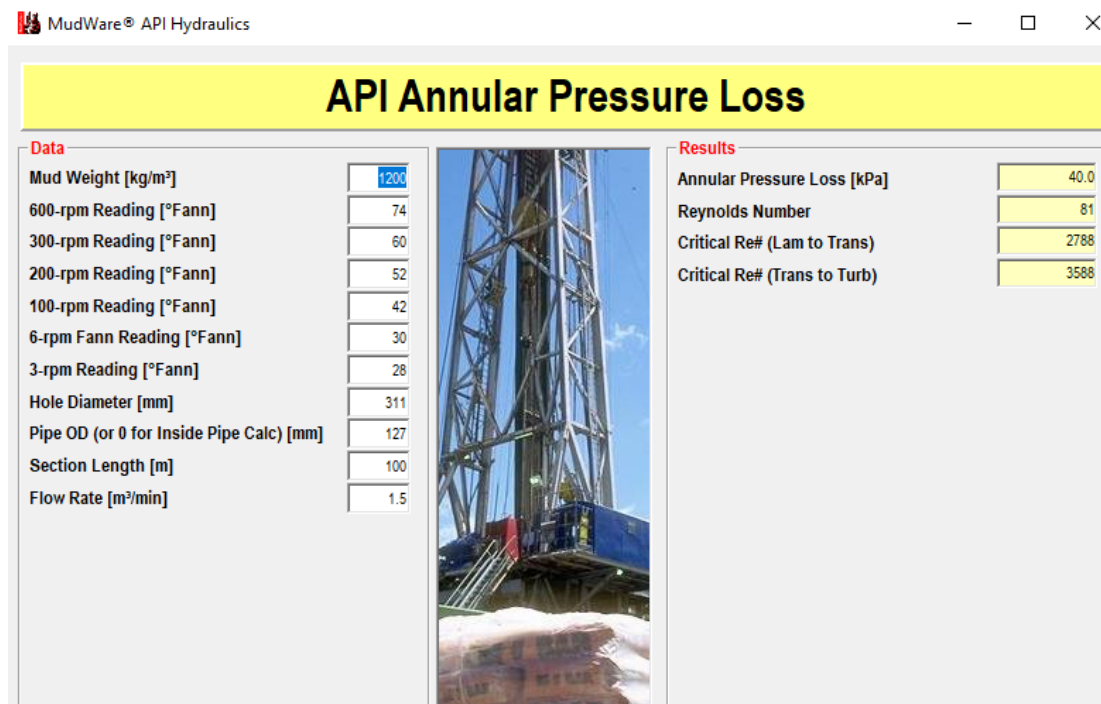 MudWare® API Hydraulics
API Annular Pressure Loss
Data
Mud Weight [kg/m³] 1200
600-rpm Reading [°Fann] 74
300-rpm Reading [°Fann] 60
200-rpm Reading [°Fann] 52
100-rpm Reading [°Fann] 42
6-rpm Fann Reading [°Fann] 30
3-rpm Reading [°Fann] 28
Hole Diameter [mm] 311
Pipe OD (or 0 for Inside Pipe Calc) [mm] 127
Section Length [m] 100
Flow Rate [m³/min] 1.5
Results
Annular Pressure Loss [kPa] 40.0
Reynolds Number 81
Critical Re# (Lam to Trans) 2788
Critical Re# (Trans to Turb) 3588